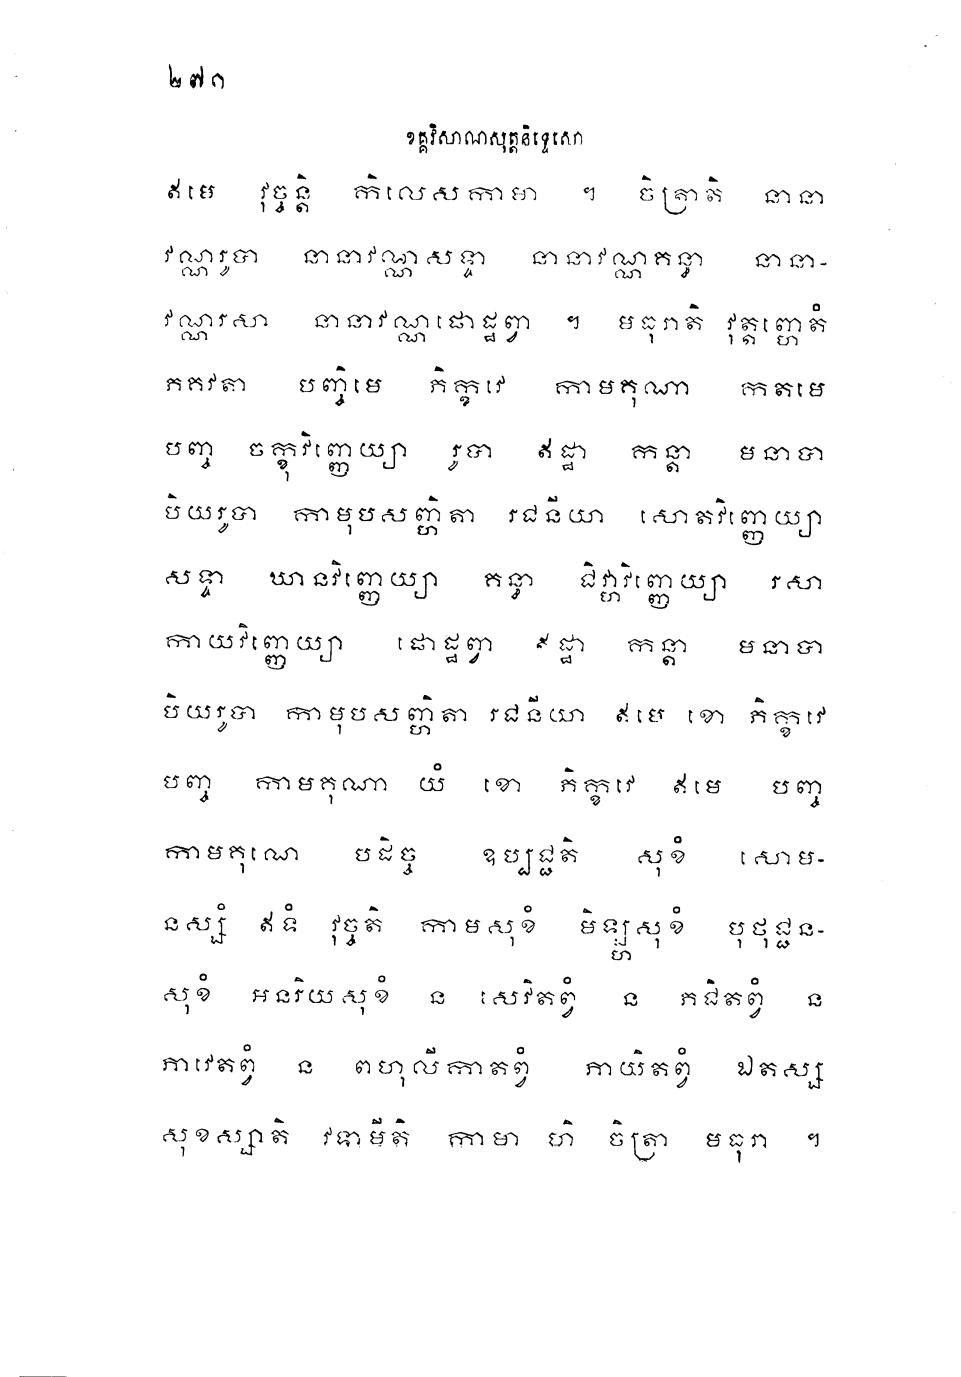 ២៧១
ខគ្គវិសាណសុត្តនិទ្ទេសោ
ឥមេ វុច្ចន្តិ កិលេសកាមា ។ ចិត្រាតិ នានា
វណ្ណរូបា នានាវណ្ណសទ្ទា នានាវណ្ណគន្ធា នានា-
វណ្ណរសា នានាវណ្ណផោដ្ឋព្វា ។ មធុរាតិ វុត្តញ្ហេតំ
ភគវតា បញ្ចិមេ ភិក្ខវេ កាមគុណា កតមេ
បញ្ច ចក្ខុវិញ្ញេយ្យា រូបា ឥដ្ឋា កន្តា មនាបា
បិយរូបា កាមុបសញ្ហិតា រជនីយា សោតវិញ្ញេយ្យា
សទ្ទា ឃានវិញ្ញេយ្យា គន្ធា ជិវ្ហាវិញ្ញេយ្យា រសា
កាយវិញ្ញេយ្យា ផោដ្ឋព្វា ឥដ្ឋា កន្តា មនាបា
បិយរូបា កាមុបសញ្ហិតា រជនីយា ឥមេ ខោ ភិក្ខវេ
បញ្ច កាមគុណា យំ ខោ ភិក្ខវេ ឥមេ បញ្ច
កាមគុណេ បដិច្ច ឧប្បជ្ជតិ សុខំ សោម-
នស្សំ ឥទំ វុច្ចតិ កាមសុខំ មិឡ្ហសុខំ បុថុជ្ជន-
សុខំ អនរិយសុខំ ន សេវិតព្វំ ន ភជិតព្វំ ន
ភាវេតព្វំ ន ពហុលីកាតព្វំ ភាយិតព្វំ ឯតស្ស
សុខស្សាតិ វទាមីតិ កាមា ហិ ចិត្រា មធុរា ។